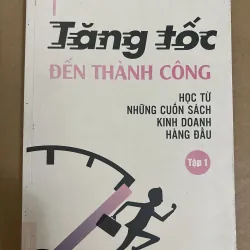 Tăng tốc
ĐẾN THÀNH CÔNG
HỌC TỪ
NHỮNG CUỐN SÁCH
KINH DOANH
HÀNG ĐẦU
Tập 1